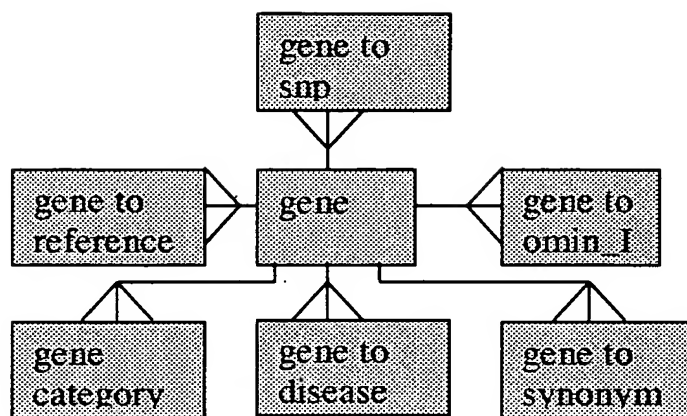 gene to
snp
gene to
reference
gene
gene to
omin_I
gene
category
gene to
disease
gene to
synonym